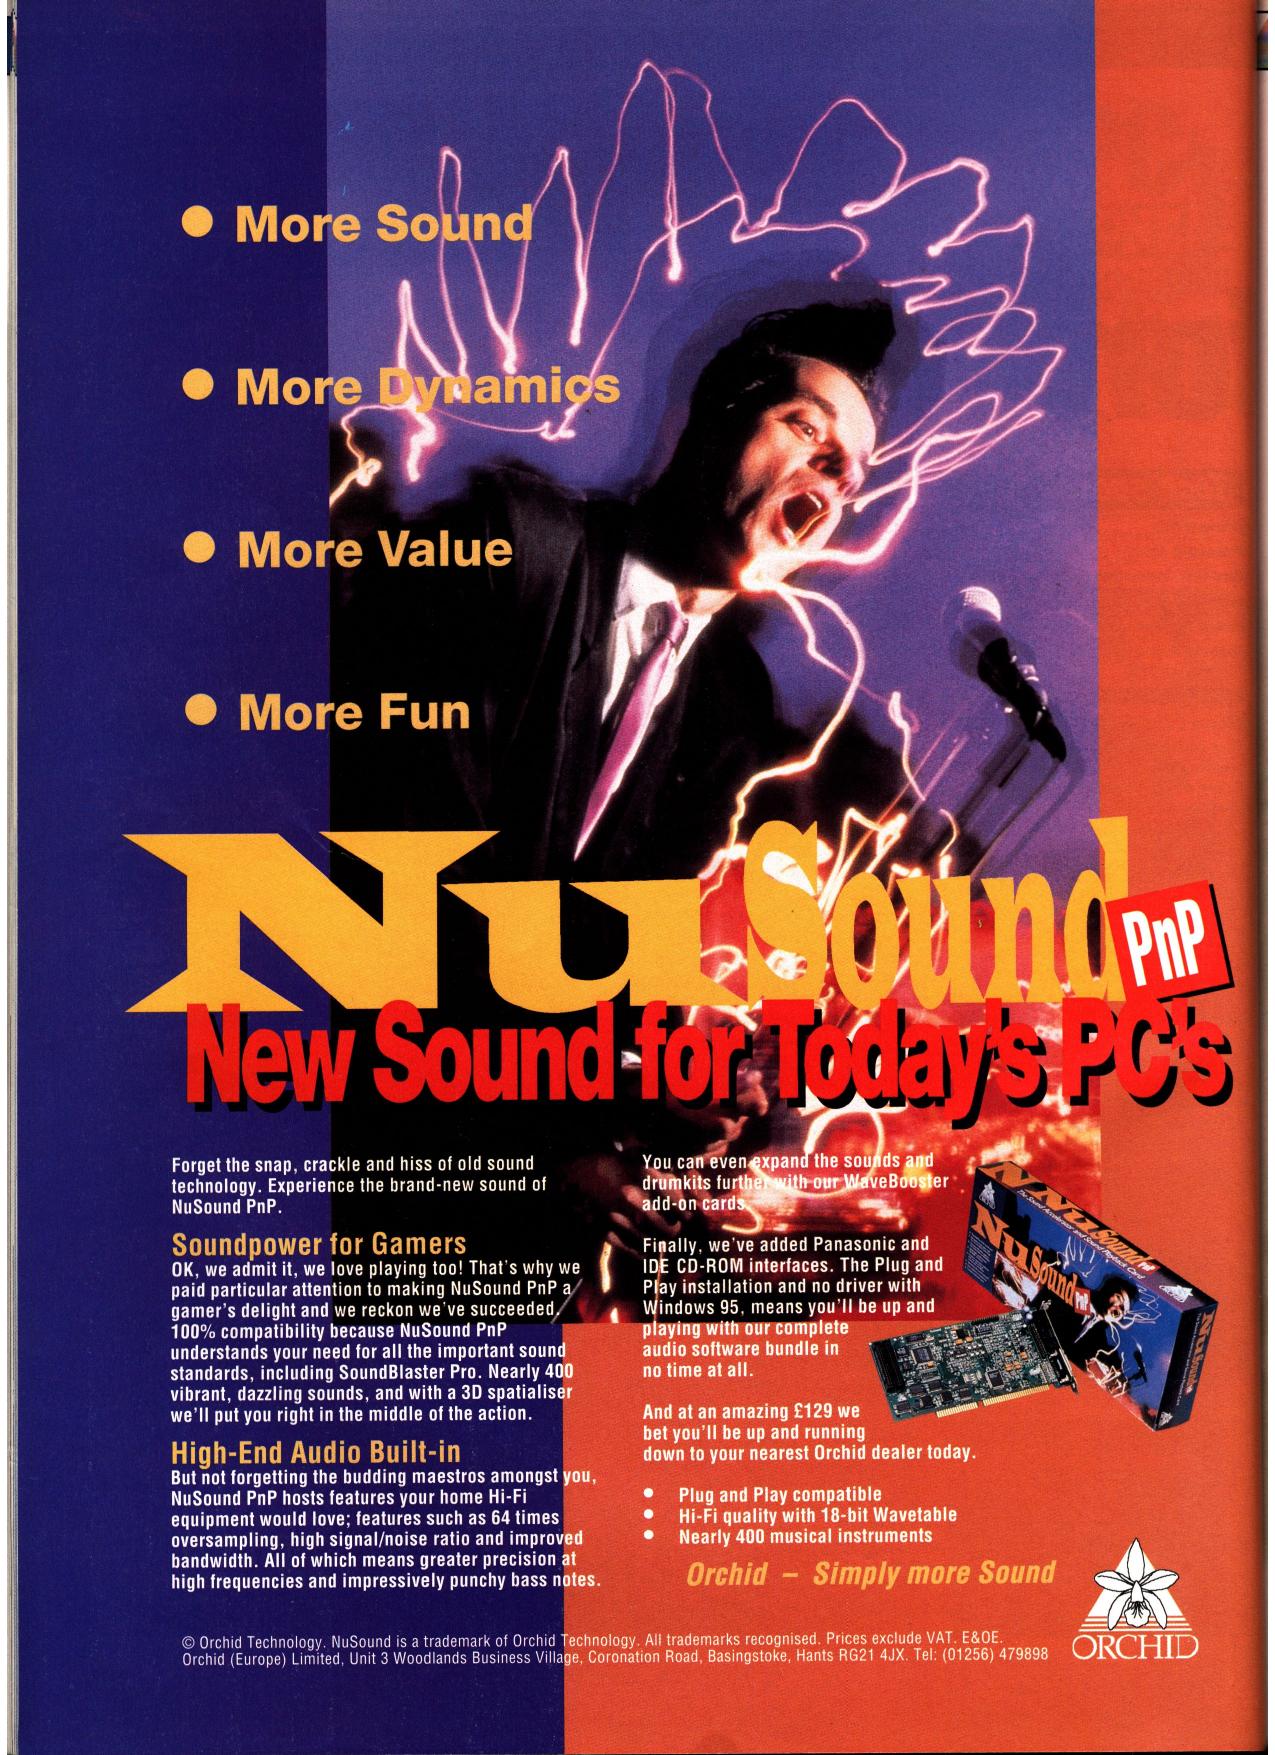 More Sound
More Dynamics
More Value
More Fun
NuSound
PnP
New Sound for Today's PC's
Forget the snap, crackle and hiss of old sound
technology. Experience the brand-new sound of
NuSound PnP.
Soundpower for Gamers
OK, we admit it, we love playing too! That's why we
paid particular attention to making NuSound PnP a
gamer's delight and we reckon we've succeeded.
100% compatibility because NuSound PnP
understands your need for all the important sound
standards, including SoundBlaster Pro. Nearly 400
vibrant, dazzling sounds, and with a 3D spatialiser
we'll put you right in the middle of the action.
High-End Audio Built-in
But not forgetting the budding maestros amongst you,
NuSound PnP hosts features your home Hi-Fi
equipment would love; features such as 64 times
oversampling, high signal/noise ratio and improved
bandwidth. All of which means greater precision at
high frequencies and impressively punchy bass notes.
You can even expand the sounds and
drumkits further with our WaveBooster
add-on cards.
Finally, we've added Panasonic and
IDE CD-ROM interfaces. The Plug and
Play installation and no driver with
Windows 95, means you'll be up and
playing with our complete
audio software bundle in
no time at all.
And at an amazing £129 we
bet you'll be up and running
down to your nearest Orchid dealer today.
• Plug and Play compatible
• Hi-Fi quality with 18-bit Wavetable
• Nearly 400 musical instruments
Orchid – Simply more Sound
NuSound PnP
NuSound PnP
NuSound
ORCHID
© Orchid Technology. NuSound is a trademark of Orchid Technology. All trademarks recognised. Prices exclude VAT. E&OE.
Orchid (Europe) Limited, Unit 3 Woodlands Business Village, Coronation Road, Basingstoke, Hants RG21 4JX. Tel: (01256) 479898